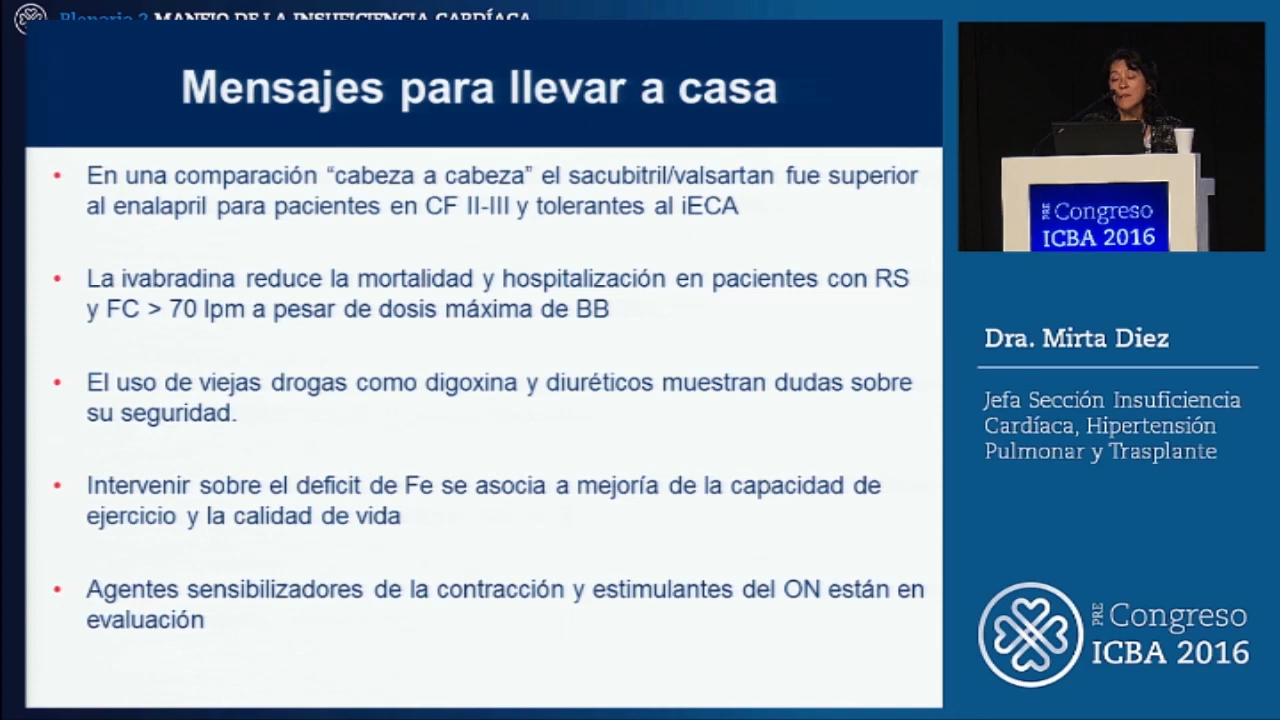 Plenaria 2 MANEJO DE LA INSUFICIENCIA CARDÍACA
Mensajes para llevar a casa
• En una comparación “cabeza a cabeza” el sacubitril/valsartan fue superior
al enalapril para pacientes en CF II-III y tolerantes al iECA
• La ivabradina reduce la mortalidad y hospitalización en pacientes con RS
y FC > 70 lpm a pesar de dosis máxima de BB
• El uso de viejas drogas como digoxina y diuréticos muestran dudas sobre
su seguridad.
• Intervenir sobre el deficit de Fe se asocia a mejoría de la capacidad de
ejercicio y la calidad de vida
• Agentes sensibilizadores de la contracción y estimulantes del ON están en
evaluación
PRE Congreso
ICBA 2016
Dra. Mirta Diez
Jefa Sección Insuficiencia
Cardíaca, Hipertensión
Pulmonar y Trasplante
PRE Congreso
ICBA 2016